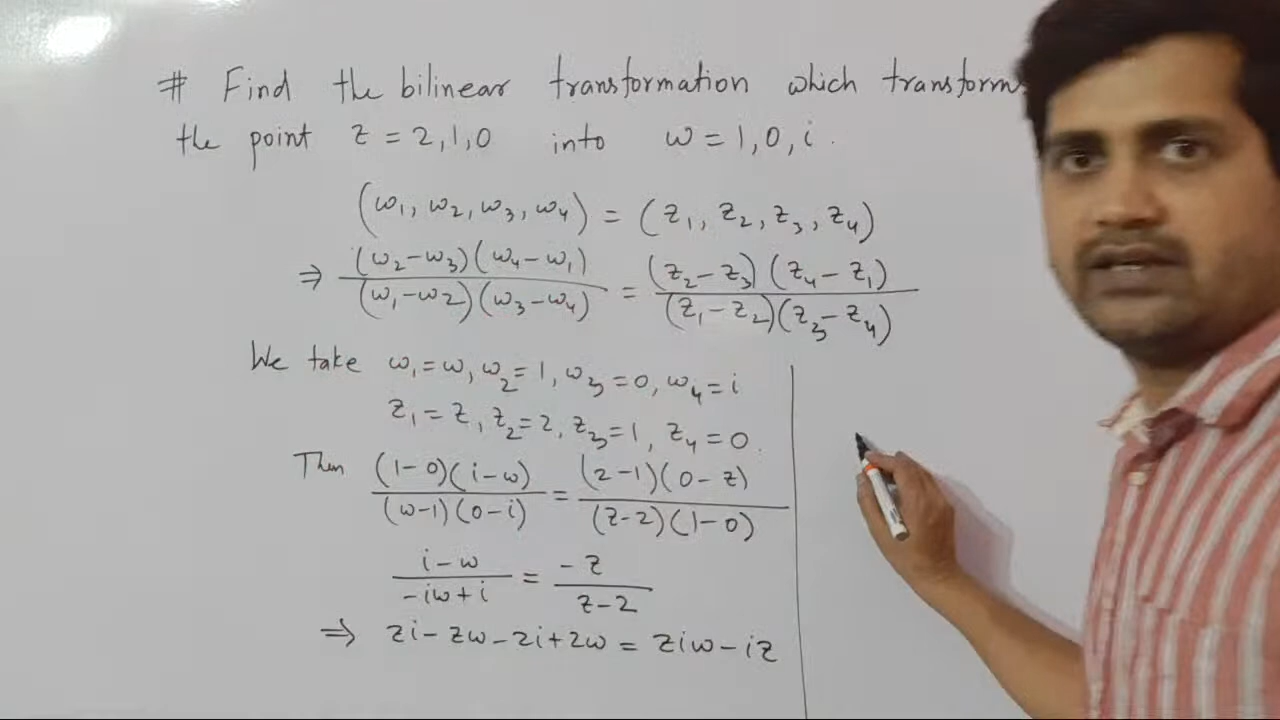 # Find the bilinear transformation which transform
the point z = 2,1,0 into w = 1,0,i.
(w₁, w₂, w₃, w₄) = (z₁, z₂, z₃, z₄)
⇒ (w₂-w₃)(w₄-w₁) / (w₁-w₂)(w₃-w₄) = (z₂-z₃)(z₄-z₁) / (z₁-z₂)(z₃-z₄)
We take w₁=w, w₂=1, w₃=0, w₄=i
z₁=z, z₂=2, z₃=1, z₄=0.
Then (1-0)(i-w) / (w-1)(0-i) = (2-1)(0-z) / (z-2)(1-0)
i-w / -iw+i = -z / z-2
⇒ zi-zw-2i+2w = ziw-iz